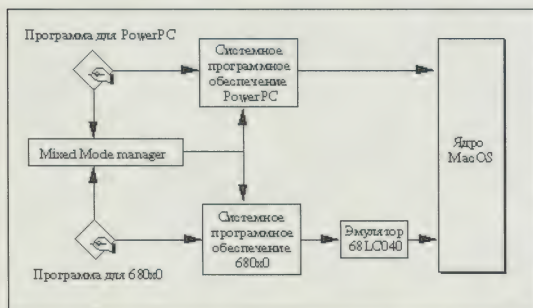 Программа для PowerPC
Системное
программное
обеспечение
PowerPC
Mixed Mode manager
Ядро
MacOS
Системное
программное
обеспечение
680x0
Эмулятор
68LC040
Программа для 680x0